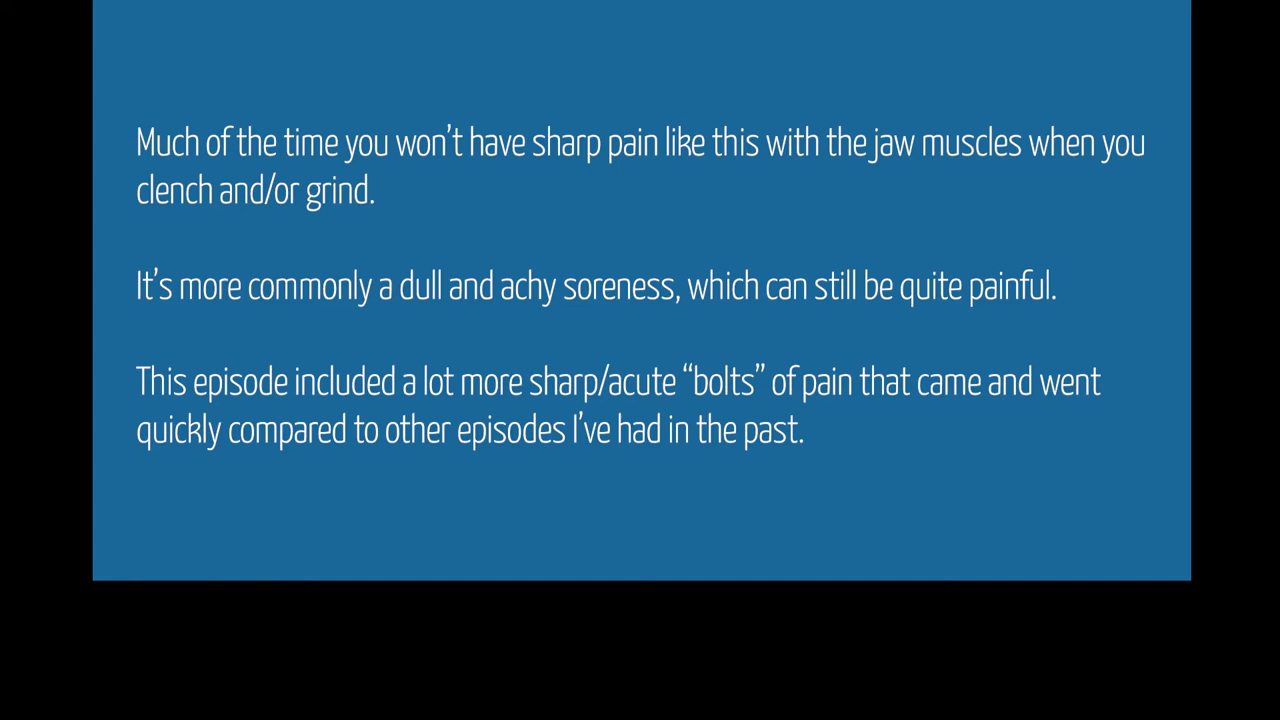 Much of the time you won’t have sharp pain like this with the jaw muscles when you
clench and/or grind.
It’s more commonly a dull and achy soreness, which can still be quite painful.
This episode included a lot more sharp/acute “bolts” of pain that came and went
quickly compared to other episodes I’ve had in the past.